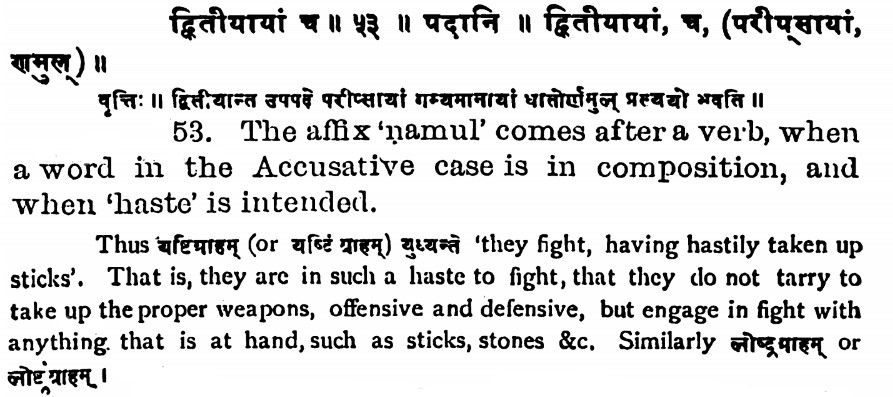 द्वितीयायां च ॥ ५३ ॥ पदानि ॥ द्वितीयायां, च, (परीप्सायां,
णमुल्) ॥
वृत्तिः ॥ द्वितीयान्त उपपदे परीप्सायां गम्यमानायां धातोर्णमुल् प्रत्ययो भवति ॥
53. The affix ‘ṇamul’ comes after a verb, when
a word in the Accusative case is in composition, and
when ‘haste’ is intended.
Thus यष्टिग्राहम् (or यष्टिं ग्राहम्) युध्यन्ते ‘they fight, having hastily taken up
sticks’. That is, they are in such a haste to fight, that they do not tarry to
take up the proper weapons, offensive and defensive, but engage in fight with
anything. that is at hand, such as sticks, stones &c. Similarly लोष्ट्रग्राहम् or
लोष्ट्रंग्राहम् ।